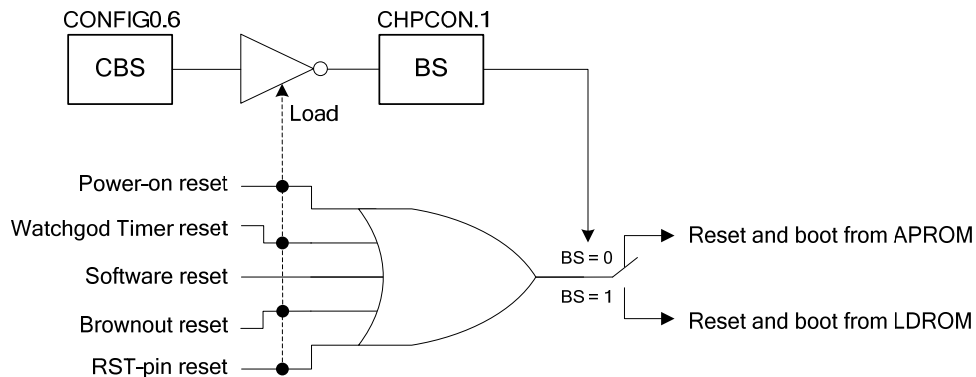 CONFIG0.6
CHPCON.1
CBS
BS
Load
Power-on reset
Watchgod Timer reset
Software reset
Brownout reset
RST-pin reset
BS = 0
BS = 1
Reset and boot from APROM
Reset and boot from LDROM